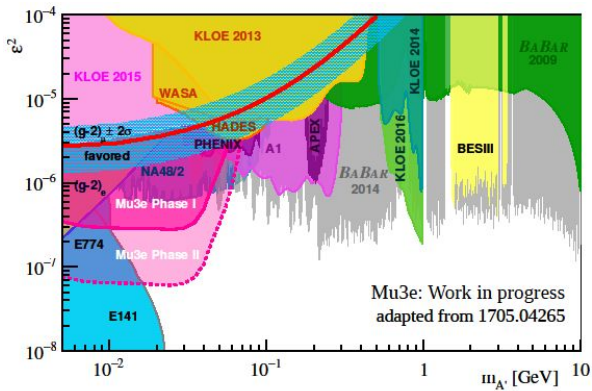 ε²
10⁻⁴
10⁻⁵
10⁻⁶
10⁻⁷
10⁻⁸
KLOE 2013
KLOE 2014
BABAR
2009
KLOE 2015
WASA
HADES
(g-2)μ ± 2σ
favored
PHENIX
A1
APEX
KLOE 2016
BESIII
NA48/2
BABAR
2014
(g-2)e
Mu3e Phase I
E774
Mu3e Phase II
E141
Mu3e: Work in progress
adapted from 1705.04265
10⁻²
10⁻¹
1
10
mA' [GeV]